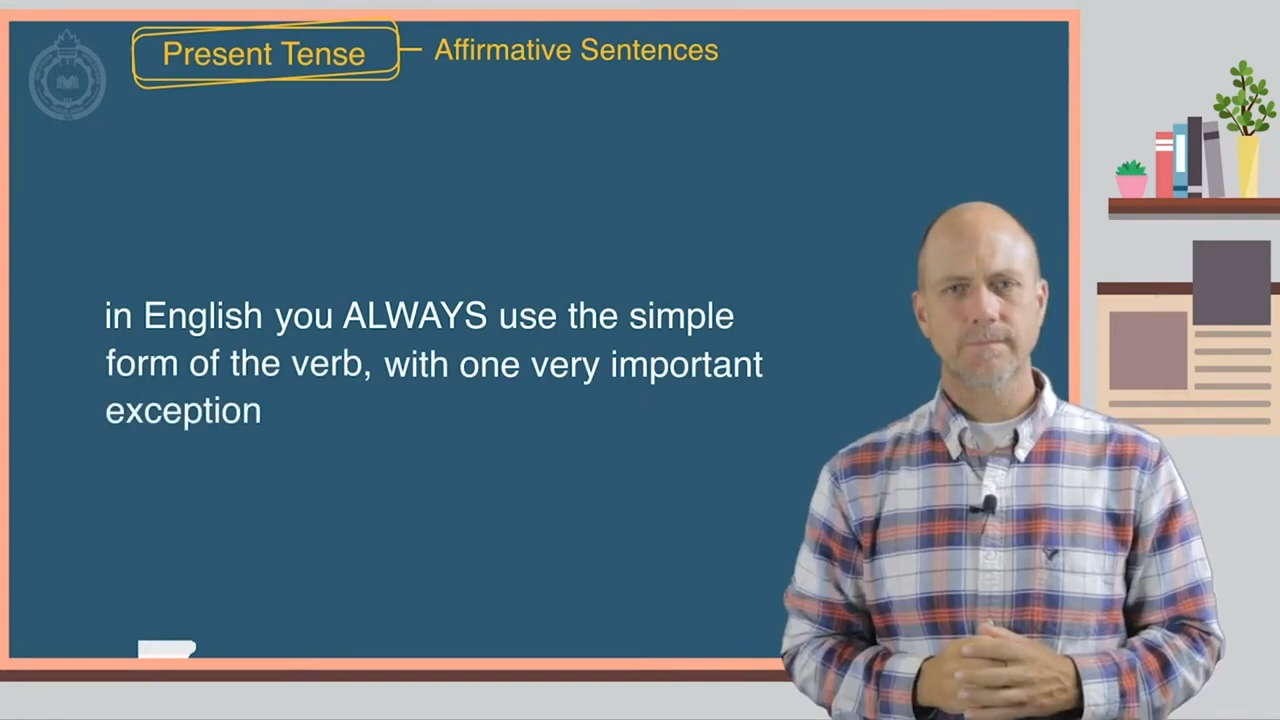 Present Tense
Affirmative Sentences
in English you ALWAYS use the simple
form of the verb, with one very important
exception